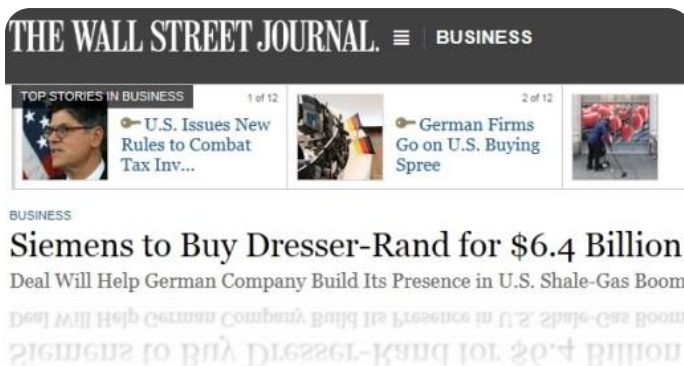 THE WALL STREET JOURNAL. ≡ BUSINESS
TOP STORIES IN BUSINESS
1 of 12
U.S. Issues New
Rules to Combat
Tax Inv...
2 of 12
German Firms
Go on U.S. Buying
Spree
BUSINESS
Siemens to Buy Dresser-Rand for $6.4 Billion
Deal Will Help German Company Build Its Presence in U.S. Shale-Gas Boom
Deal Will Help German Company Build Its Presence in U.S. Shale-Gas Boom
Siemens to Buy Dresser-Rand for $6.4 Billion